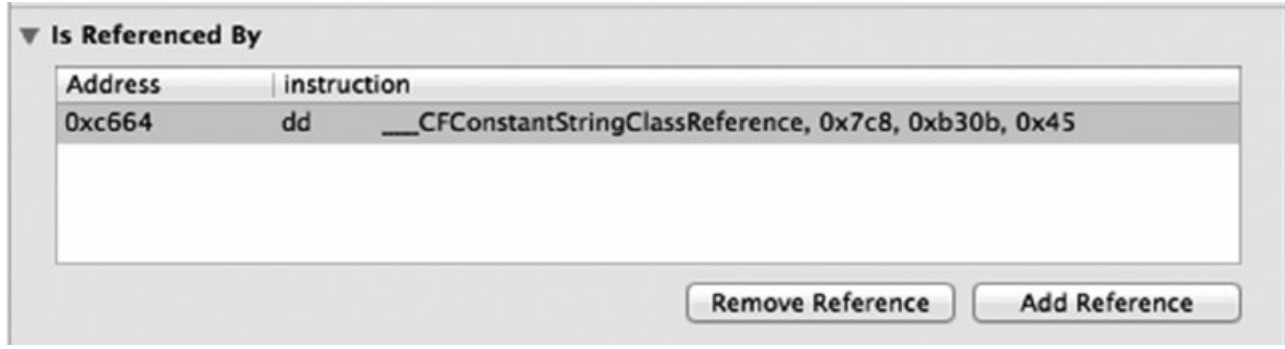 Is Referenced By
Address instruction
0xc664 dd ___CFConstantStringClassReference, 0x7c8, 0xb30b, 0x45
Remove Reference Add Reference